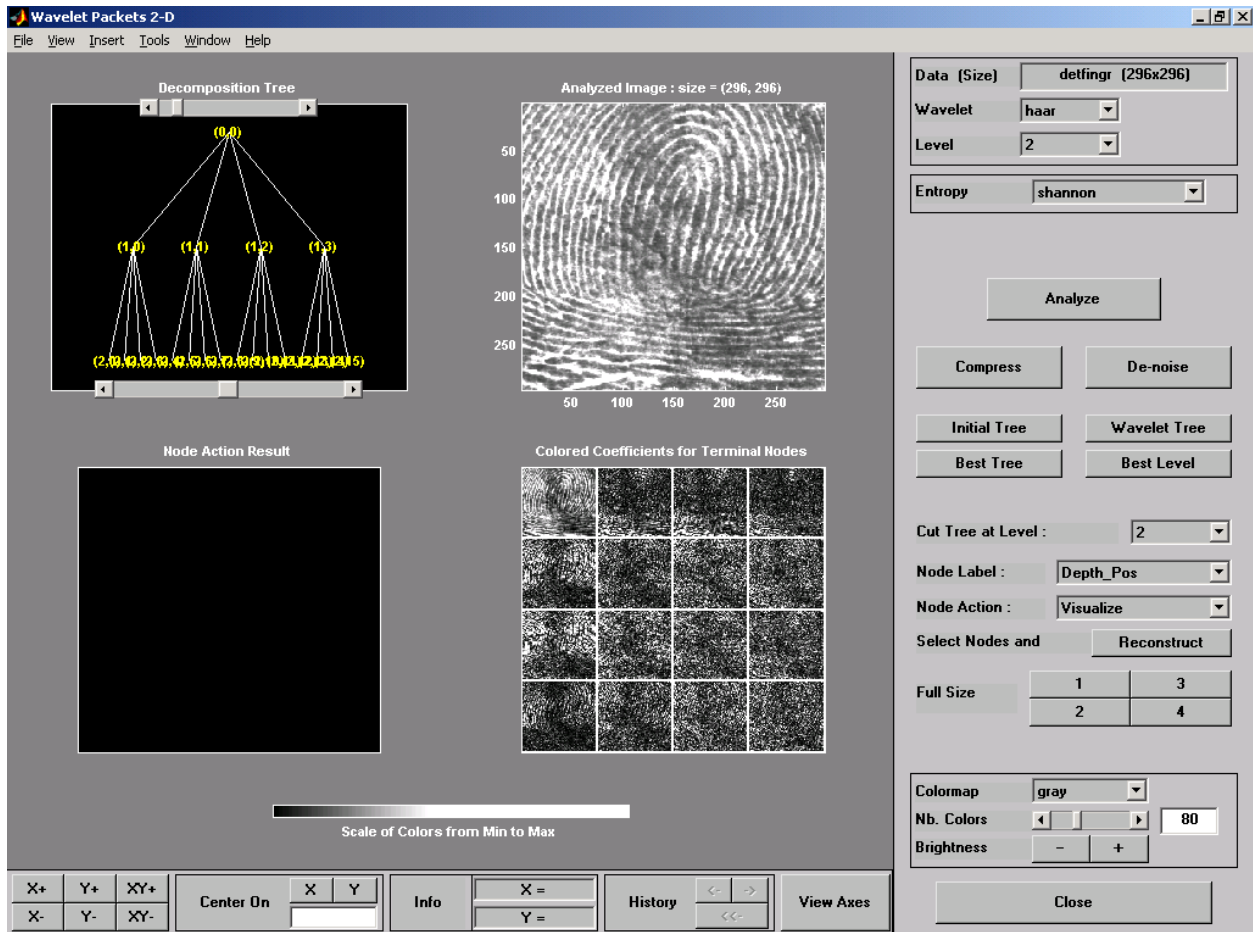 Wavelet Packets 2-D
File View Insert Tools Window Help
Decomposition Tree
(0,0)
(1,0) (1,1) (1,2) (1,3)
Analyzed Image : size = (296, 296)
50
100
150
200
250
50 100 150 200 250
Node Action Result
Colored Coefficients for Terminal Nodes
Scale of Colors from Min to Max
Data (Size) detfingr (296x296)
Wavelet haar
Level 2
Entropy shannon
Analyze
Compress De-noise
Initial Tree Wavelet Tree
Best Tree Best Level
Cut Tree at Level : 2
Node Label : Depth_Pos
Node Action : Visualize
Select Nodes and Reconstruct
Full Size 1 3
2 4
Colormap gray
Nb. Colors 80
Brightness - +
X+ Y+ XY+
X- Y- XY-
Center On X Y
Info X =
Y =
History <- ->
<<-
View Axes
Close